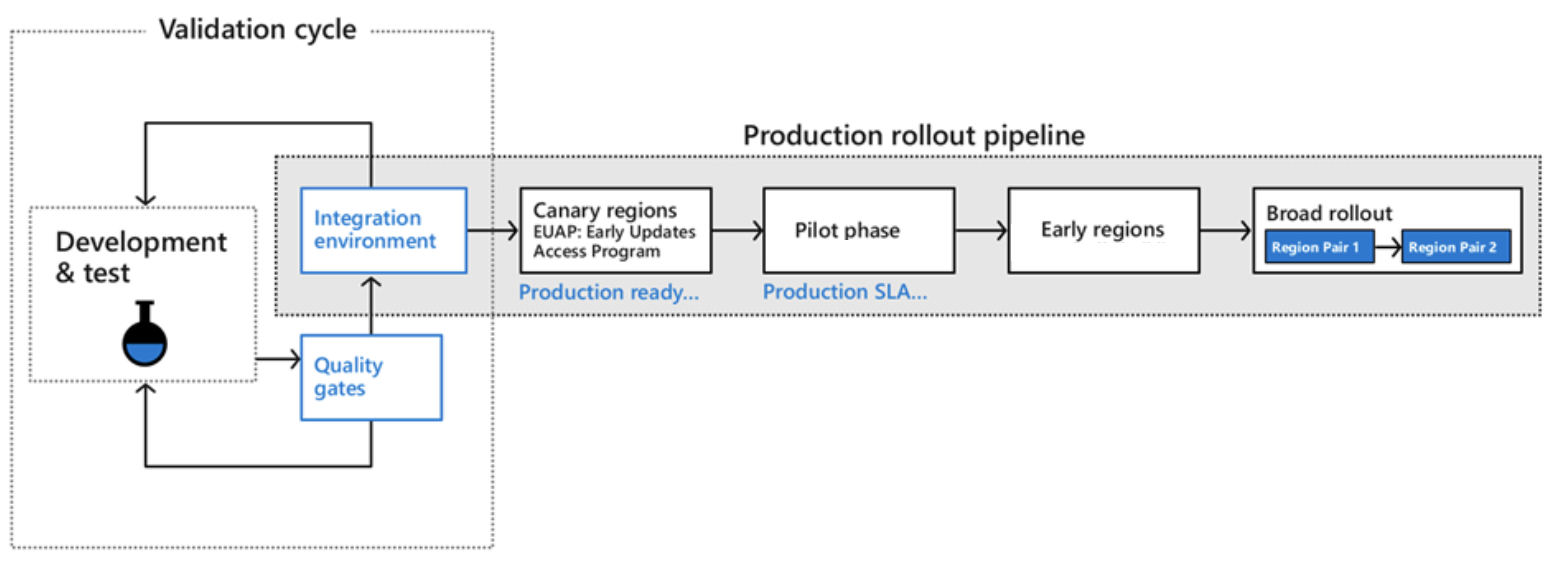 Validation cycle
Production rollout pipeline
Development
& test
Integration
environment
Quality
gates
Canary regions
EUAP: Early Updates
Access Program
Production ready...
Pilot phase
Production SLA...
Early regions
Broad rollout
Region Pair 1
Region Pair 2